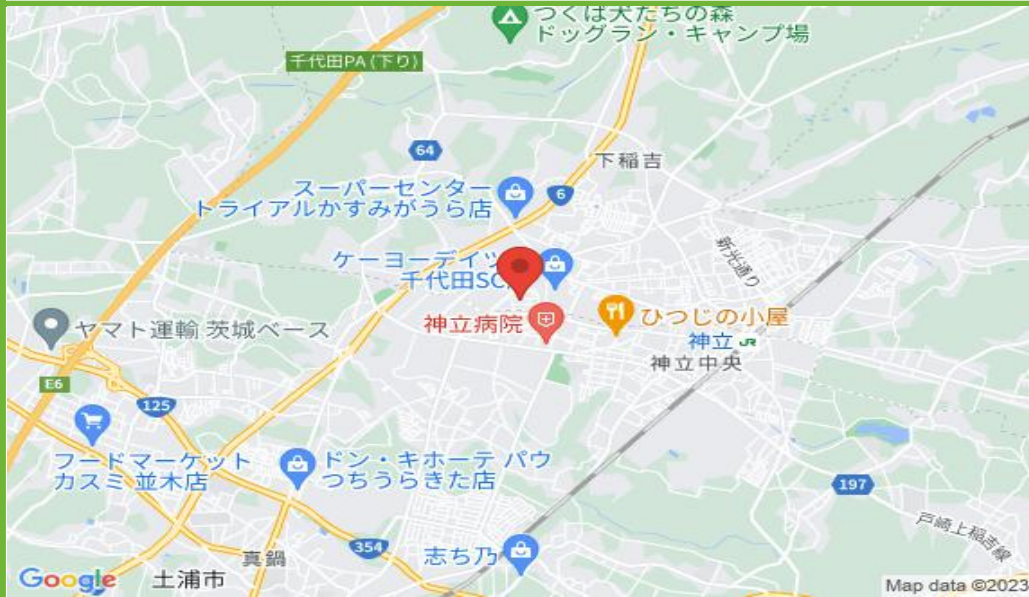 つくば犬たちの森
ドッグラン・キャンプ場
千代田PA (下り)
64
下稲吉
スーパーセンター
トライアルかすみがうら店
6
新光通り
ケーヨーデイツ
千代田SC
神立病院
ひつじの小屋
ヤマト運輸 茨城ベース
神立 JR
神立中央
E6
125
フードマーケット
カスミ 並木店
ドン・キホーテ パウ
つちうらきた店
197
戸崎上稲吉線
354
志ち乃
真鍋
Google
土浦市
Map data ©2023